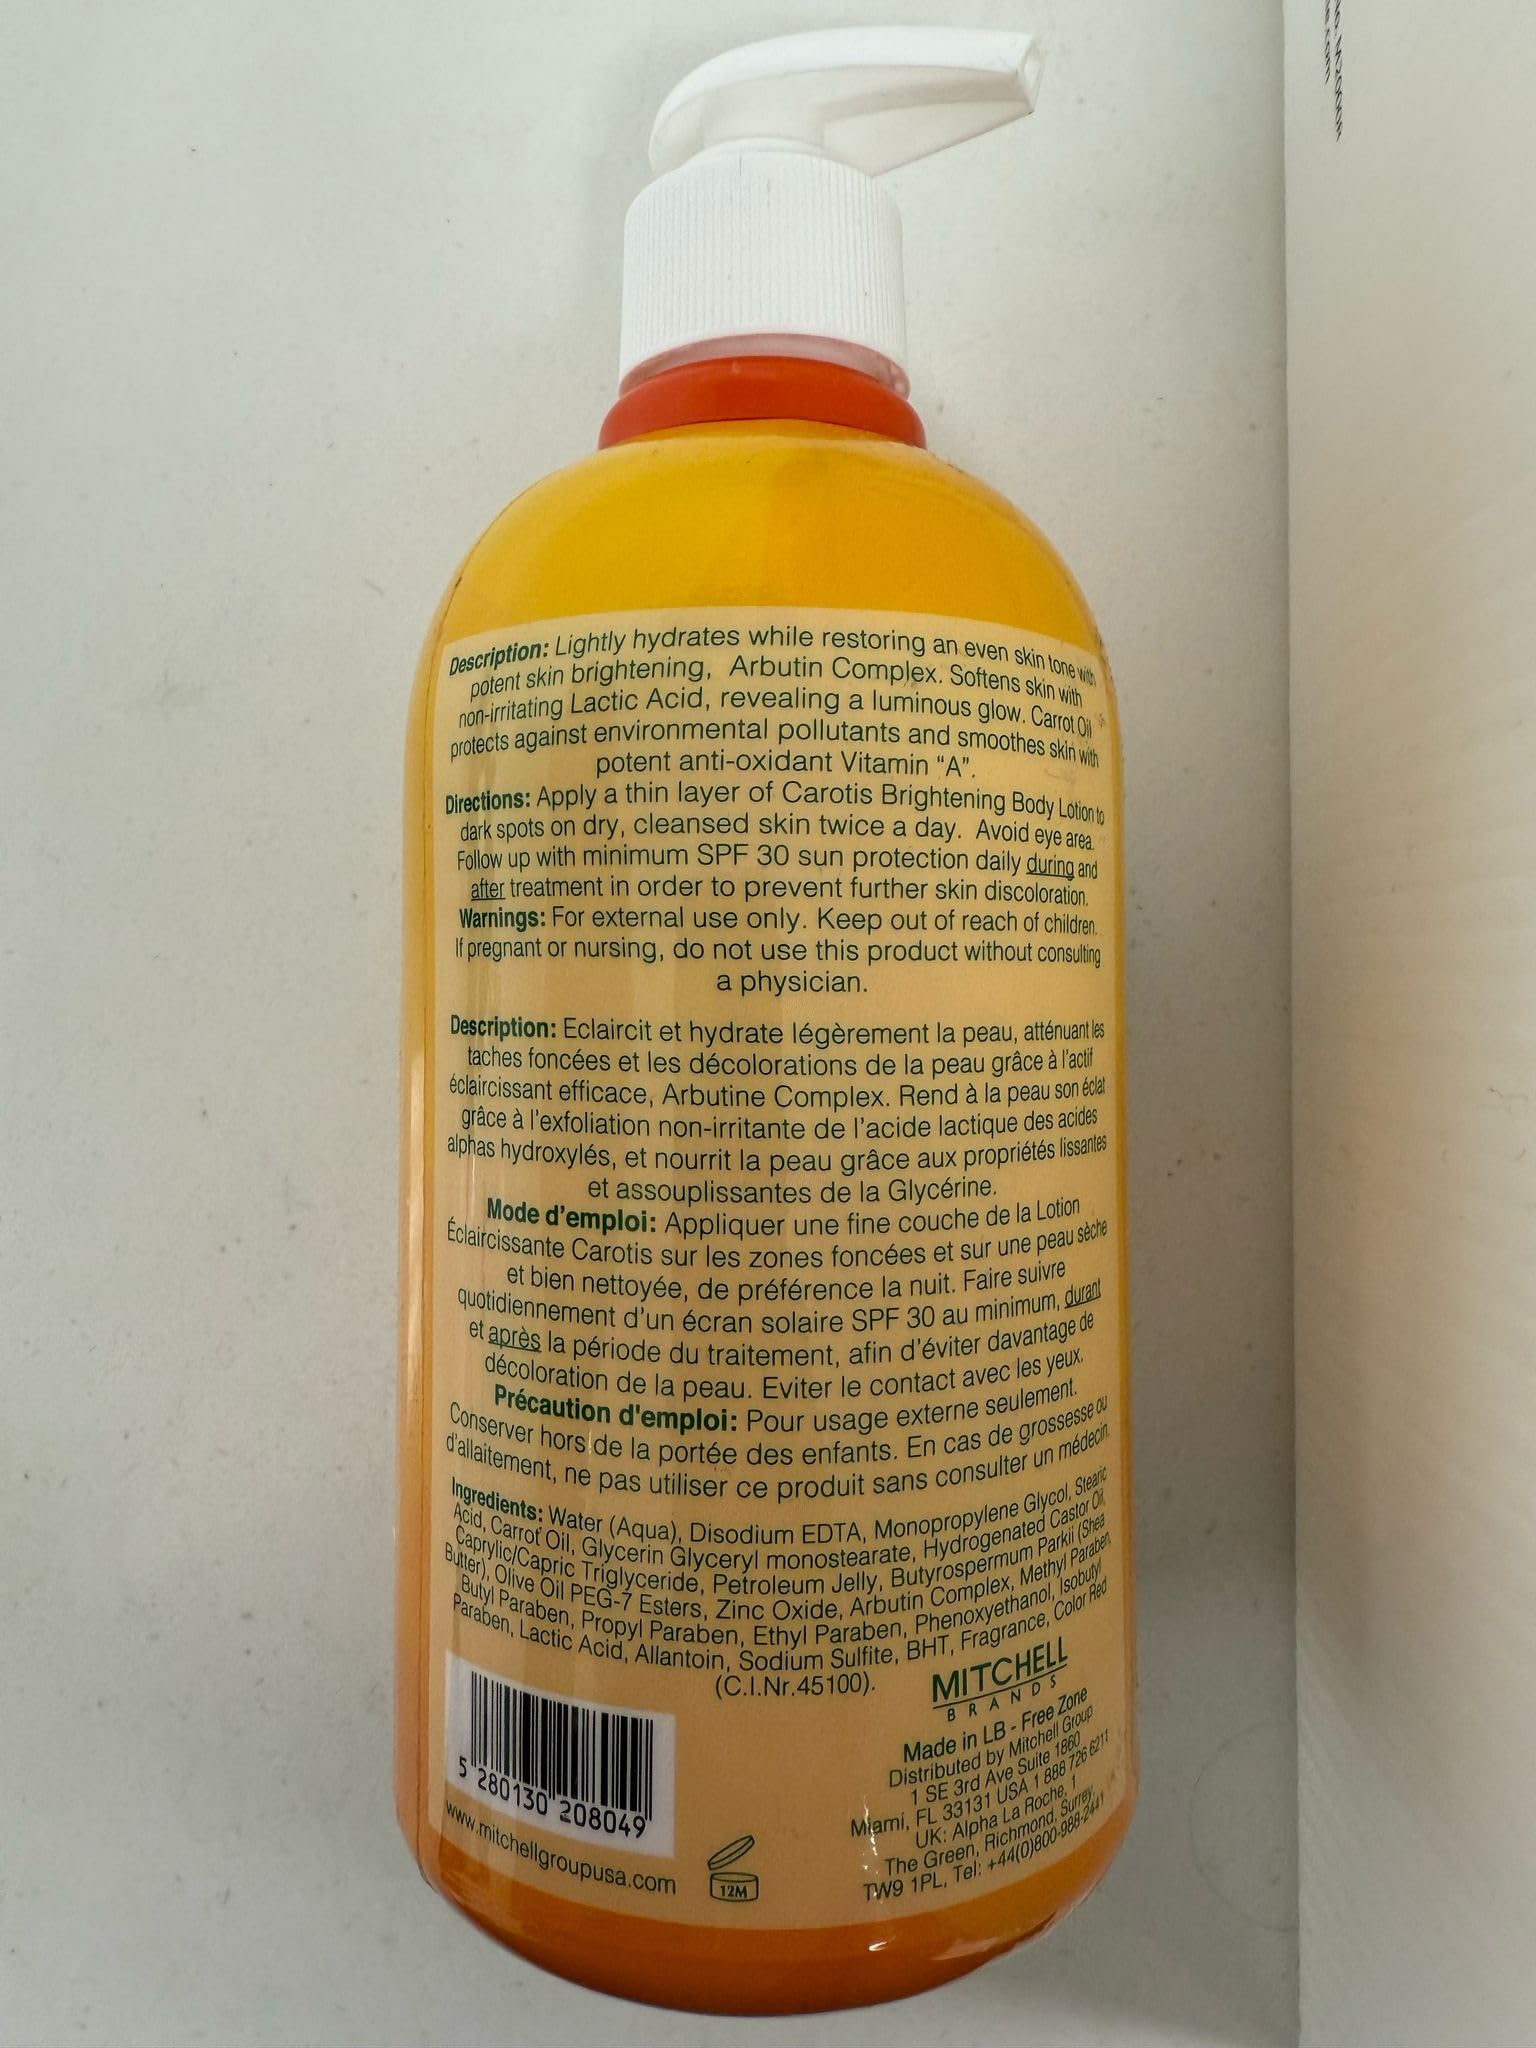 Description: Lightly hydrates while restoring an even skin tone with
potent skin brightening, Arbutin Complex. Softens skin with
non-irritating Lactic Acid, revealing a luminous glow. Carrot Oil
protects against environmental pollutants and smoothes skin with
potent anti-oxidant Vitamin “A”.
Directions: Apply a thin layer of Carotis Brightening Body Lotion to
dark spots on dry, cleansed skin twice a day. Avoid eye area.
Follow up with minimum SPF 30 sun protection daily during and
after treatment in order to prevent further skin discoloration.
Warnings: For external use only. Keep out of reach of children.
If pregnant or nursing, do not use this product without consulting
a physician.
Description: Eclaircit et hydrate légèrement la peau, atténuant les
taches foncées et les décolorations de la peau grâce à l'actif
éclaircissant efficace, Arbutine Complex. Rend à la peau son éclat
grâce à l'exfoliation non-irritante de l'acide lactique des acides
alphas hydroxylés, et nourrit la peau grâce aux propriétés lissantes
et assouplissantes de la Glycérine.
Mode d'emploi: Appliquer une fine couche de la Lotion
Éclaircissante Carotis sur les zones foncées et sur une peau sèche
et bien nettoyée, de préférence la nuit. Faire suivre
quotidiennement d'un écran solaire SPF 30 au minimum, durant
et après la période du traitement, afin d'éviter davantage de
décoloration de la peau. Eviter le contact avec les yeux.
Précaution d'emploi: Pour usage externe seulement.
Conserver hors de la portée des enfants. En cas de grossesse ou
d'allaitement, ne pas utiliser ce produit sans consulter un médecin.
Ingredients: Water (Aqua), Disodium EDTA, Monopropylene Glycol, Stearic
Acid, Carrot Oil, Glycerin Glyceryl monostearate, Hydrogenated Castor Oil,
Caprylic/Capric Triglyceride, Petroleum Jelly, Butyrospermum Parkii (Shea
Butter), Olive Oil PEG-7 Esters, Zinc Oxide, Arbutin Complex, Methyl Paraben,
Butyl Paraben, Propyl Paraben, Ethyl Paraben, Phenoxyethanol, Isobutyl
Paraben, Lactic Acid, Allantoin, Sodium Sulfite, BHT, Fragrance, Color Red
(C.I.Nr.45100).
MITCHELL
BRANDS
Made in LB - Free Zone
Distributed by Mitchell Group
1 SE 3rd Ave Suite 1860
Miami, FL 33131 USA 1 888 726 6211
UK: Alpha La Roche, 1
The Green, Richmond, Surrey,
TW9 1PL, Tel: +44(0)800-988-2441
5 280130 208049
www.mitchellgroupusa.com
12M